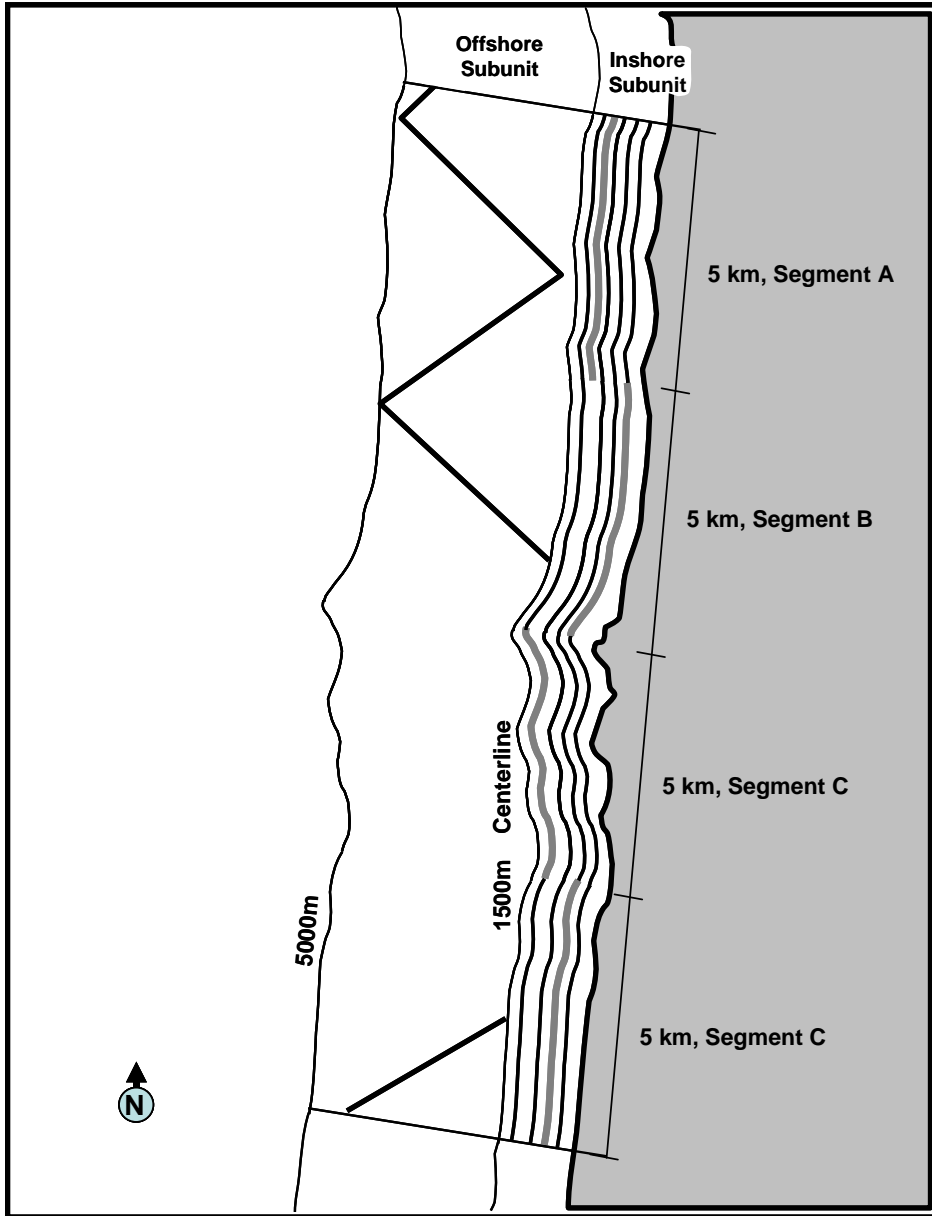 Offshore
Subunit
Inshore
Subunit
5 km, Segment A
5 km, Segment B
5 km, Segment C
5 km, Segment C
1500m Centerline
5000m
N